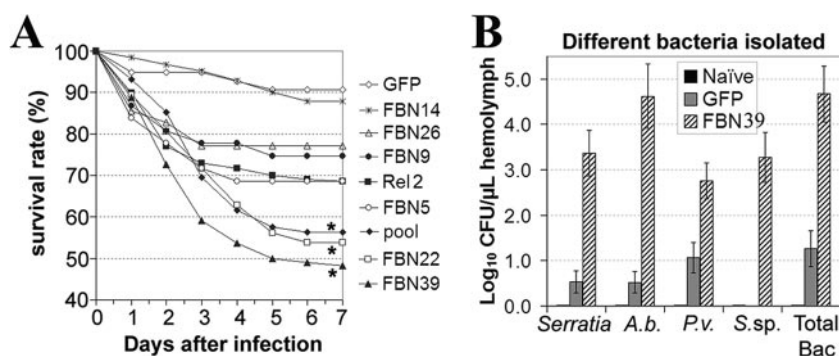 A
survival rate (%)
100
90
80
70
60
50
40
0 1 2 3 4 5 6 7
Days after infection
*
*
*
GFP
FBN14
FBN26
FBN9
Rel2
FBN5
pool
FBN22
FBN39
B
Different bacteria isolated
Log10 CFU/µL hemolymph
5.0
4.0
3.0
2.0
1.0
0.0
Naïve
GFP
FBN39
Serratia A.b. P.v. S.sp. Total
Bac